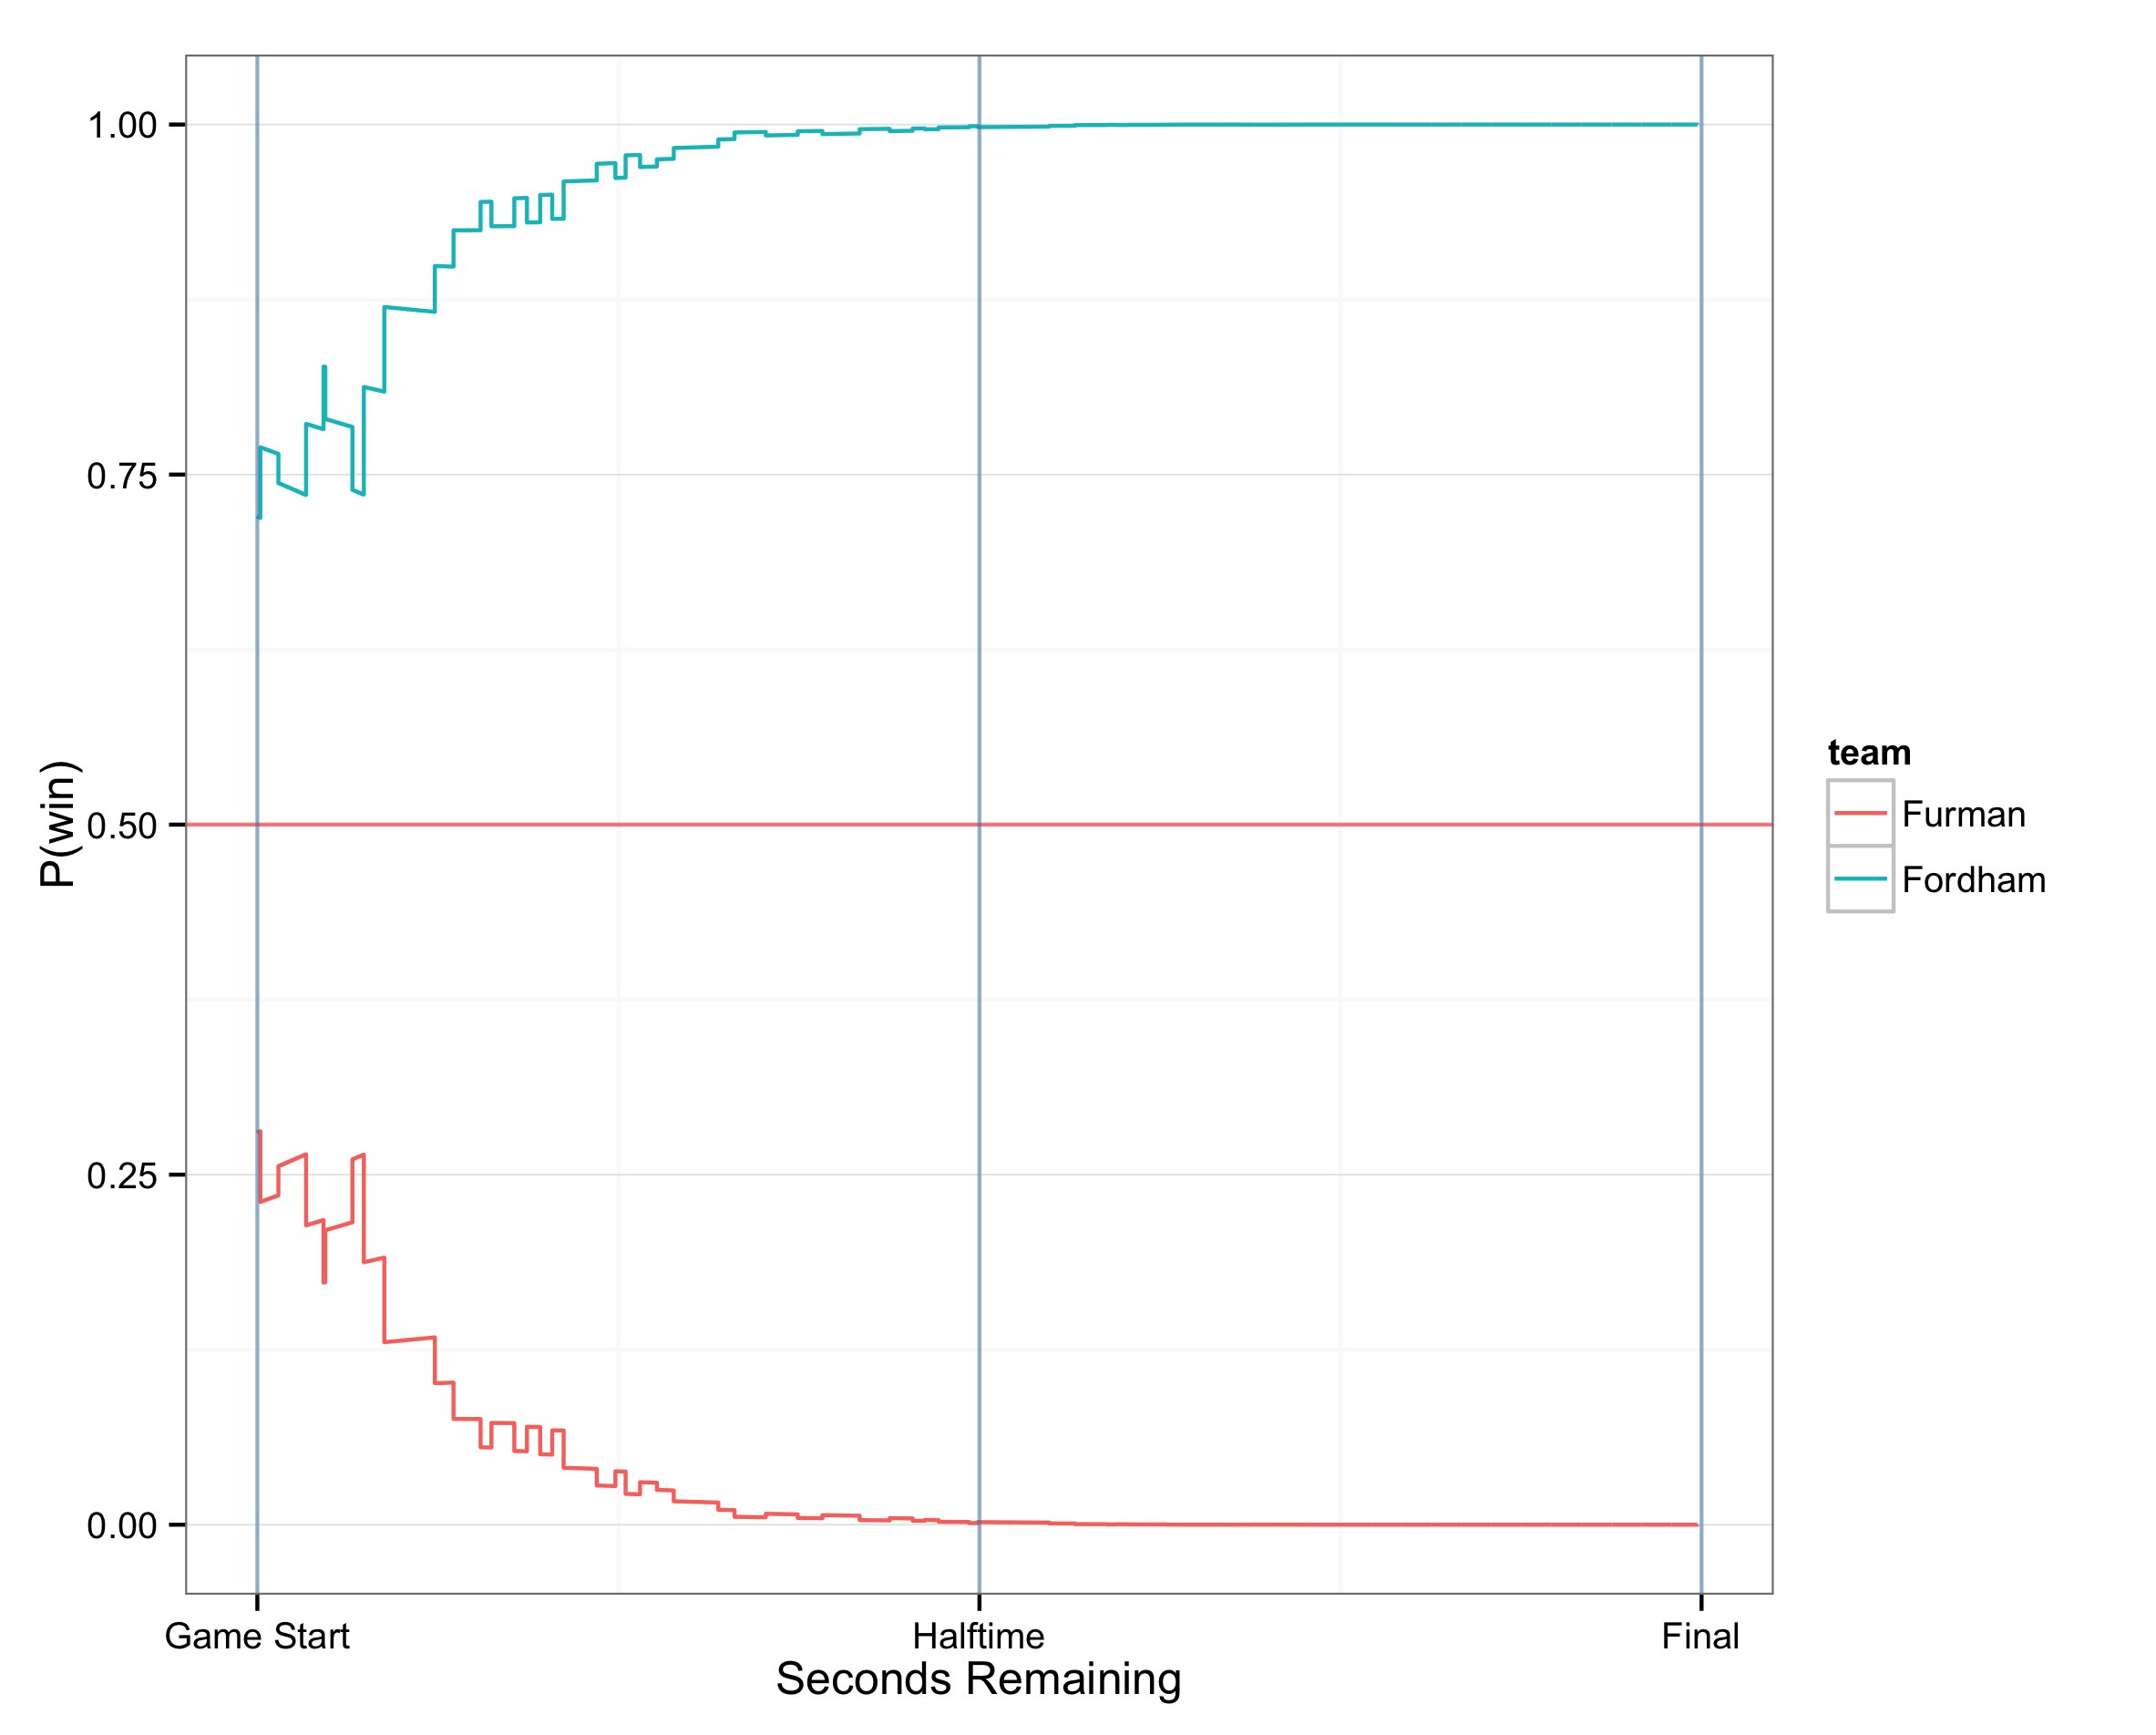 1.00
0.75
0.50
0.25
0.00
P(win)
Game Start
Halftime
Final
Seconds Remaining
team
Furman
Fordham